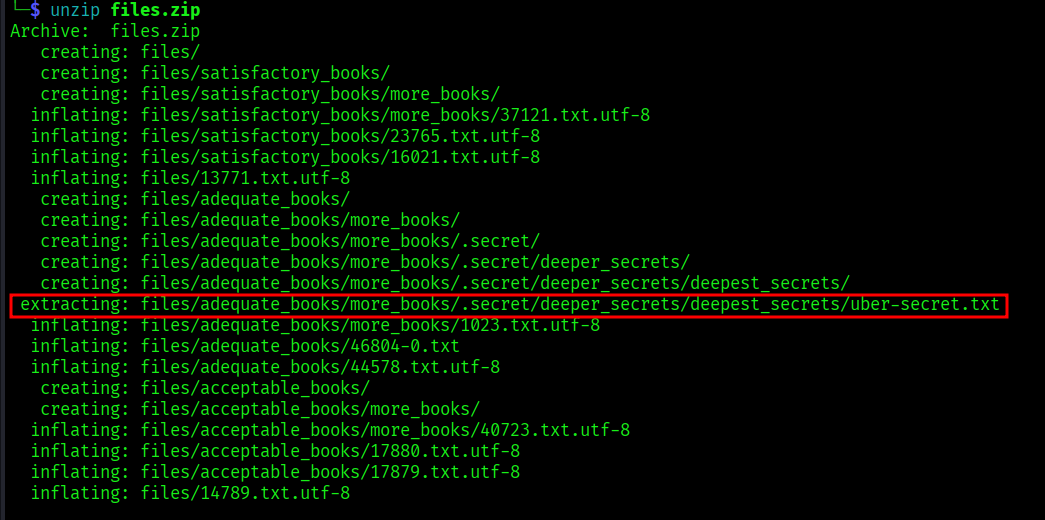 └─$ unzip files.zip
Archive:  files.zip
   creating: files/
   creating: files/satisfactory_books/
   creating: files/satisfactory_books/more_books/
  inflating: files/satisfactory_books/more_books/37121.txt.utf-8
  inflating: files/satisfactory_books/23765.txt.utf-8
  inflating: files/satisfactory_books/16021.txt.utf-8
  inflating: files/13771.txt.utf-8
   creating: files/adequate_books/
   creating: files/adequate_books/more_books/
   creating: files/adequate_books/more_books/.secret/
   creating: files/adequate_books/more_books/.secret/deeper_secrets/
   creating: files/adequate_books/more_books/.secret/deeper_secrets/deepest_secrets/
 extracting: files/adequate_books/more_books/.secret/deeper_secrets/deepest_secrets/uber-secret.txt
  inflating: files/adequate_books/more_books/1023.txt.utf-8
  inflating: files/adequate_books/46804-0.txt
  inflating: files/adequate_books/44578.txt.utf-8
   creating: files/acceptable_books/
   creating: files/acceptable_books/more_books/
  inflating: files/acceptable_books/more_books/40723.txt.utf-8
  inflating: files/acceptable_books/17880.txt.utf-8
  inflating: files/acceptable_books/17879.txt.utf-8
  inflating: files/14789.txt.utf-8